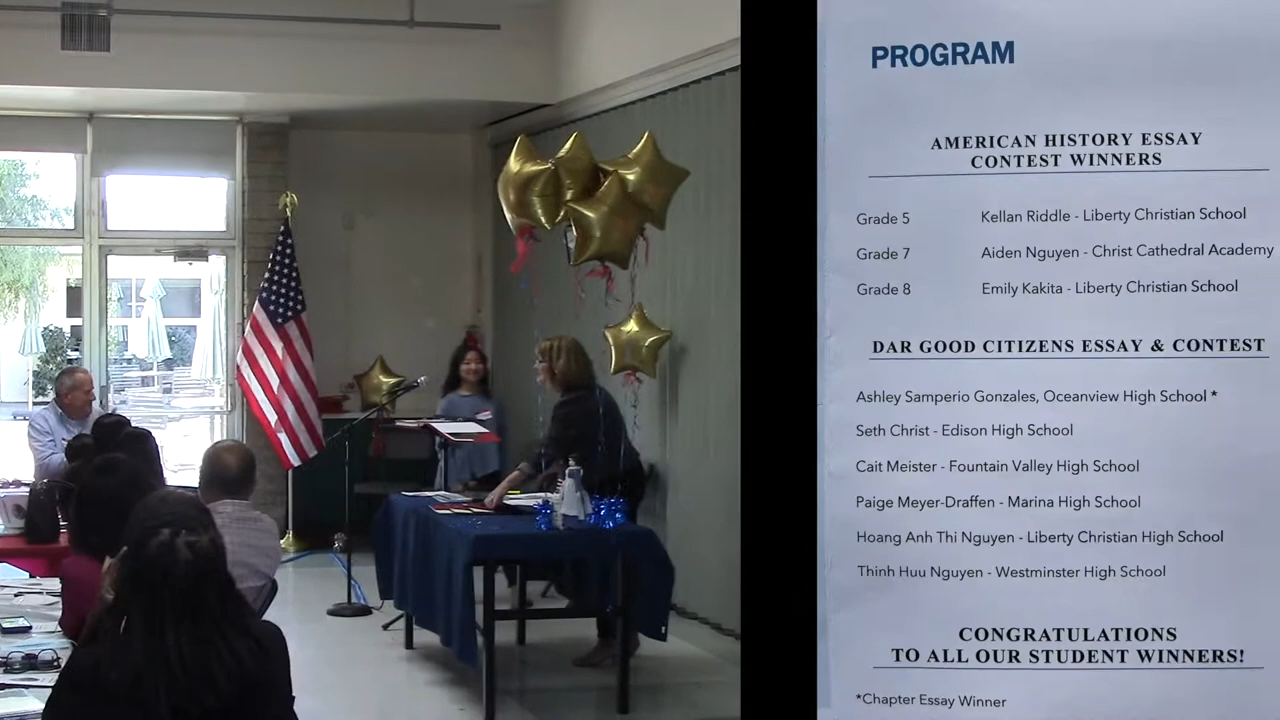 PROGRAM
AMERICAN HISTORY ESSAY
CONTEST WINNERS
Grade 5 Kellan Riddle - Liberty Christian School
Grade 7 Aiden Nguyen - Christ Cathedral Academy
Grade 8 Emily Kakita - Liberty Christian School
DAR GOOD CITIZENS ESSAY & CONTEST
Ashley Samperio Gonzales, Oceanview High School *
Seth Christ - Edison High School
Cait Meister - Fountain Valley High School
Paige Meyer-Draffen - Marina High School
Hoang Anh Thi Nguyen - Liberty Christian High School
Thinh Huu Nguyen - Westminster High School
CONGRATULATIONS
TO ALL OUR STUDENT WINNERS!
*Chapter Essay Winner